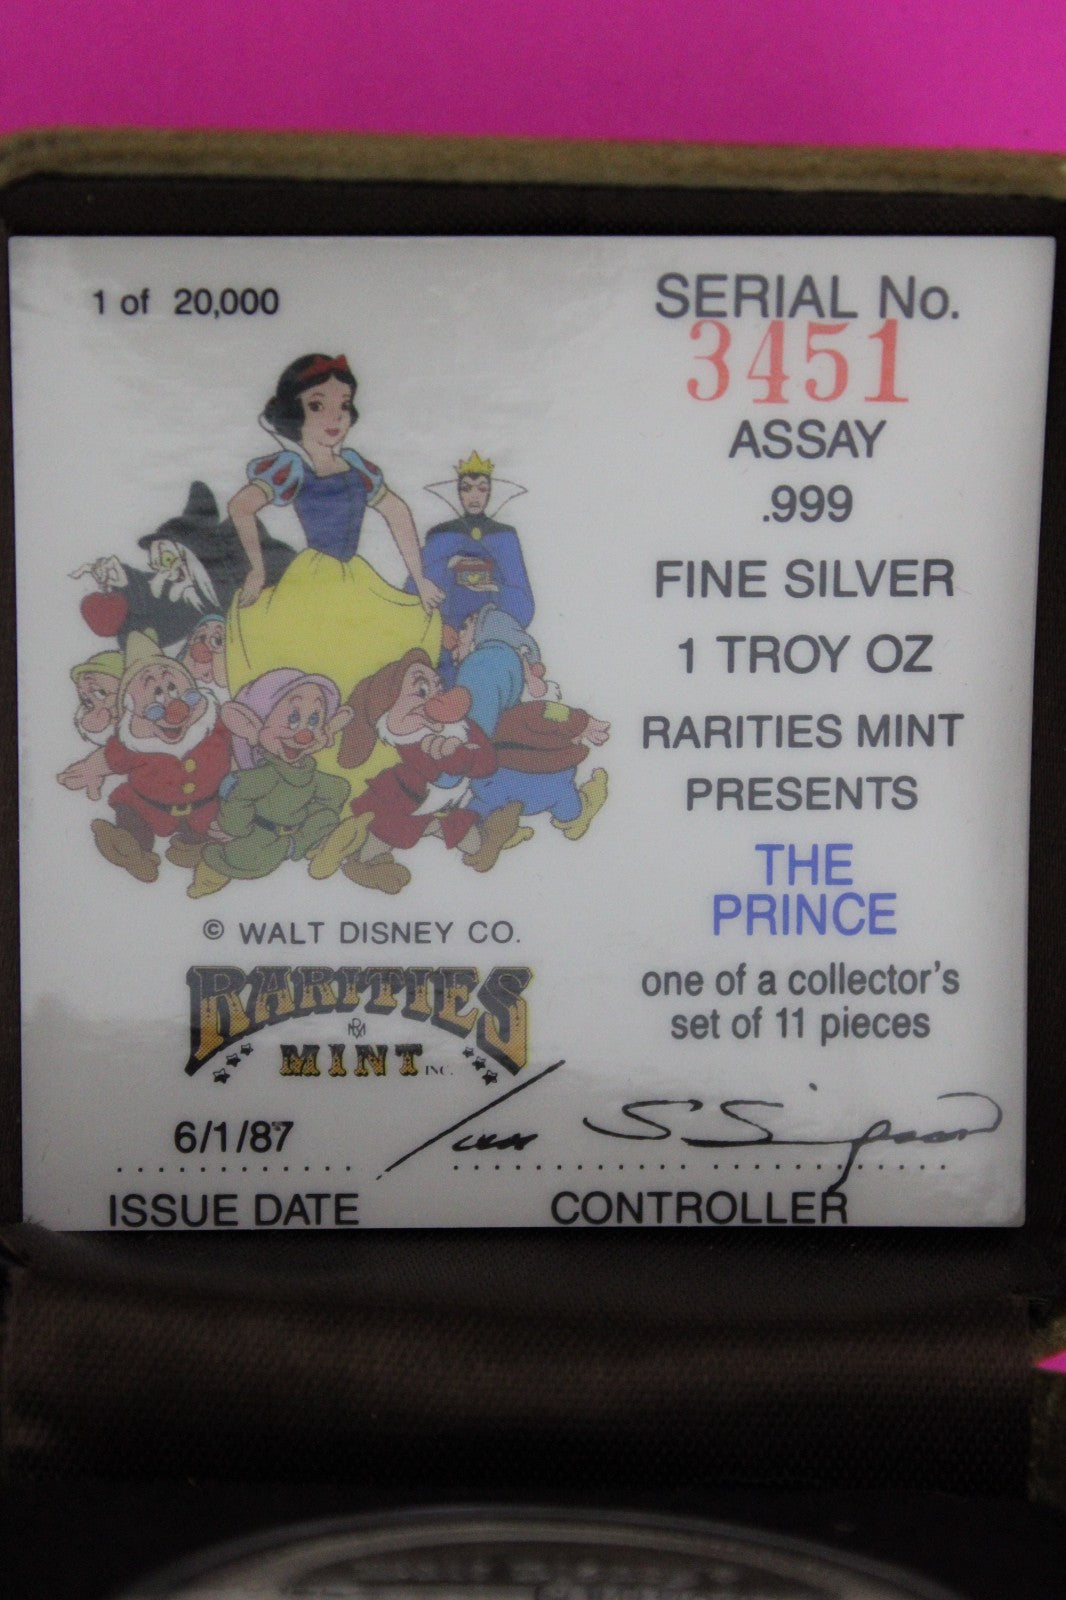 1 of 20,000
SERIAL No.
3451
ASSAY
.999
FINE SILVER
1 TROY OZ
RARITIES MINT
PRESENTS
THE
PRINCE
one of a collector's
set of 11 pieces
© WALT DISNEY CO.
RARITIES
RM
MINT INC.
6/1/87
ISSUE DATE
CONTROLLER